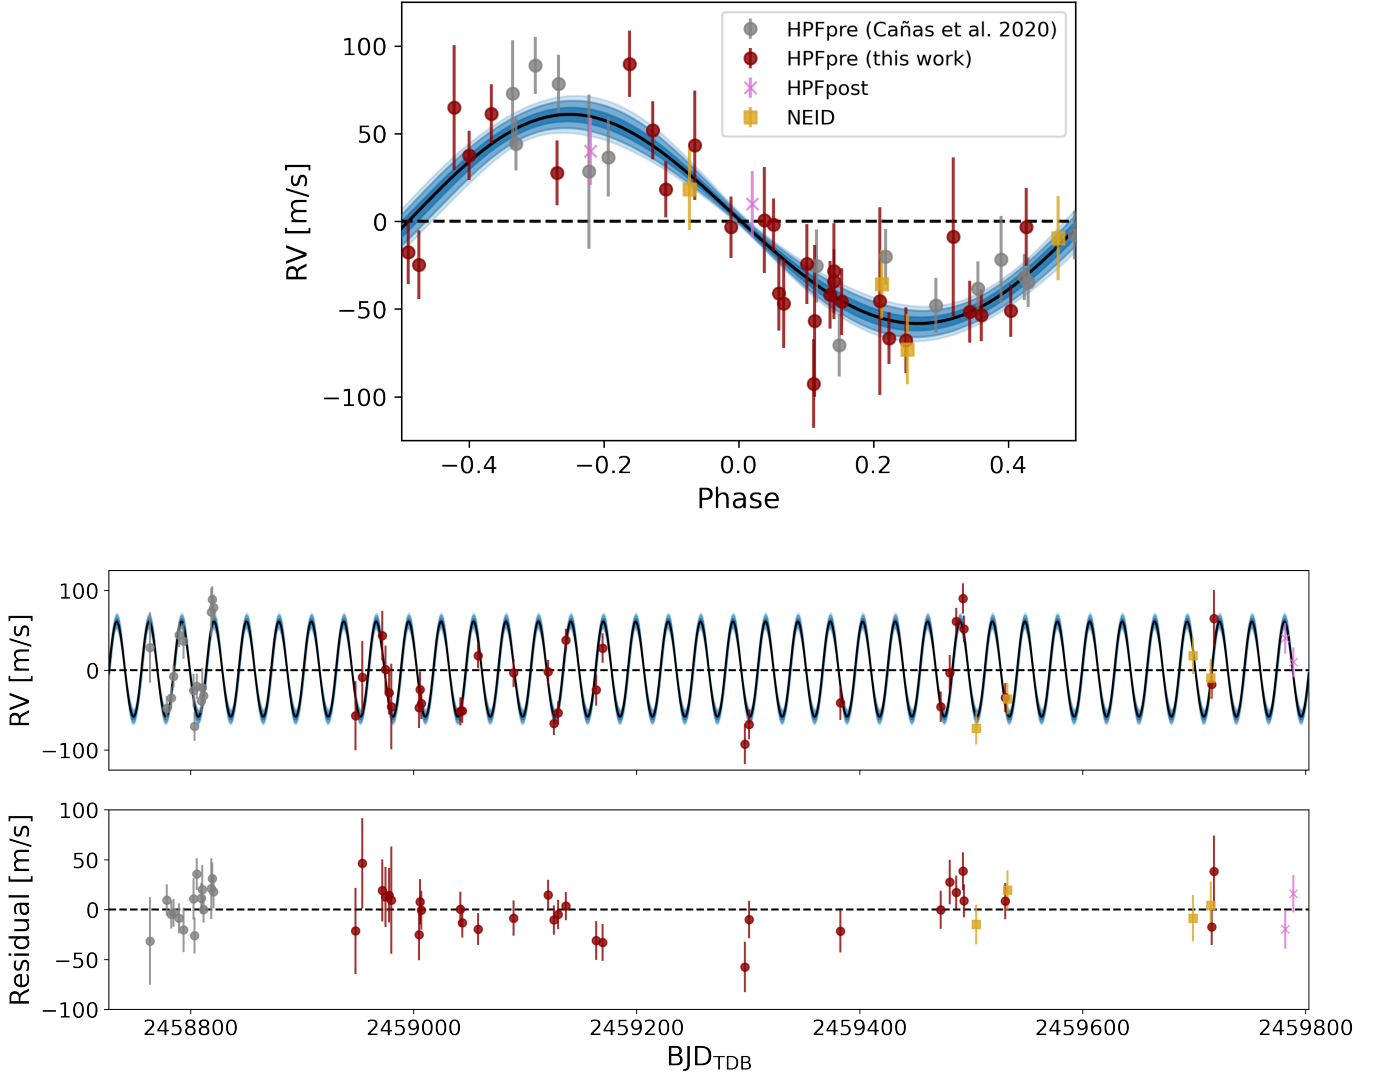 HPFpre (Cañas et al. 2020)
HPFpre (this work)
HPFpost
NEID
100
50
0
−50
−100
RV [m/s]
−0.4 −0.2 0.0 0.2 0.4
Phase
100
0
−100
RV [m/s]
100
50
0
−50
−100
Residual [m/s]
2458800 2459000 2459200 2459400 2459600 2459800
BJD_TDB